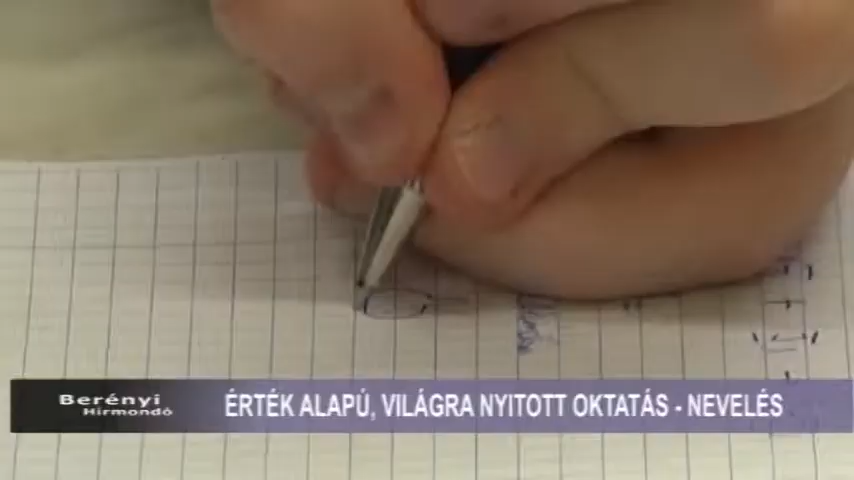 Berényi
Hírmondó
ÉRTÉK ALAPÚ, VILÁGRA NYITOTT OKTATÁS - NEVELÉS